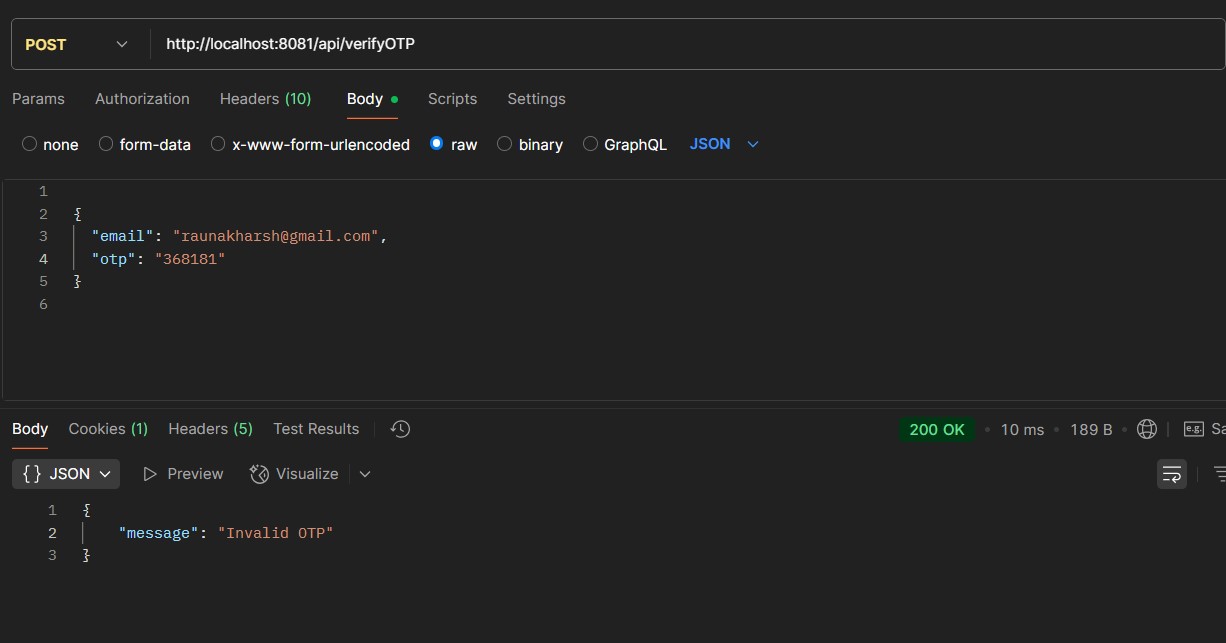 POST http://localhost:8081/api/verifyOTP
Params Authorization Headers (10) Body Scripts Settings
none form-data x-www-form-urlencoded raw binary GraphQL JSON
1
2 {
3 "email": "raunakharsh@gmail.com",
4 "otp": "368181"
5 }
6
Body Cookies (1) Headers (5) Test Results 200 OK • 10 ms • 189 B • e.g. Sa
{} JSON Preview Visualize
1 {
2 "message": "Invalid OTP"
3 }